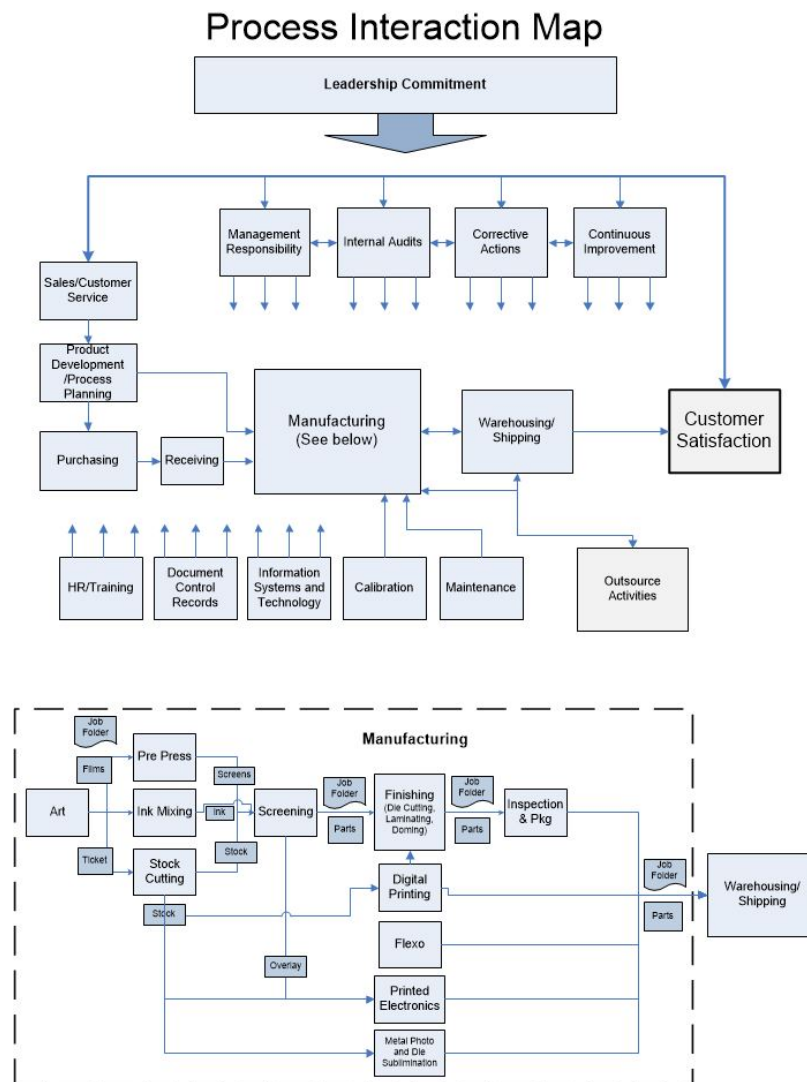 Process Interaction Map
Leadership Commitment
Management
Responsibility
Internal Audits
Corrective
Actions
Continuous
Improvement
Sales/Customer
Service
Product
Development
/Process
Planning
Purchasing
Receiving
Manufacturing
(See below)
Warehousing/
Shipping
Customer
Satisfaction
HR/Training
Document
Control
Records
Information
Systems and
Technology
Calibration
Maintenance
Outsource
Activities
Manufacturing
Job
Folder
Films
Pre Press
Screens
Art
Ink Mixing
Ink
Screening
Job
Folder
Parts
Finishing
(Die Cutting,
Laminating,
Doming)
Job
Folder
Parts
Inspection
& Pkg
Ticket
Stock
Cutting
Stock
Stock
Digital
Printing
Job
Folder
Parts
Warehousing/
Shipping
Flexo
Overlay
Printed
Electronics
Metal Photo
and Die
Sublimination